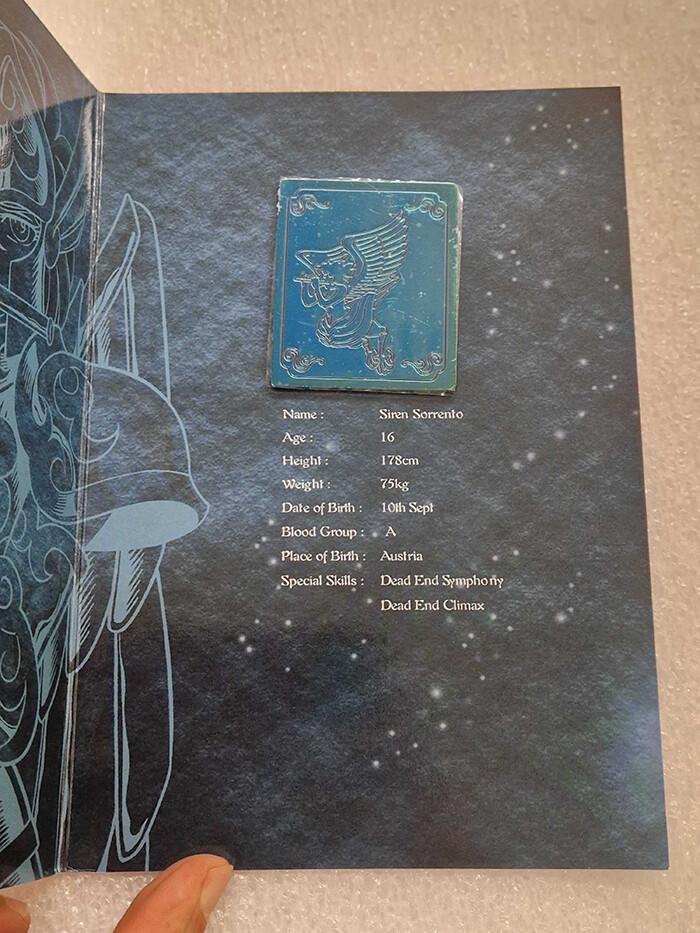 Name : Siren Sorrento
Age : 16
Height : 178cm
Weight : 75kg
Date of Birth : 10th Sept
Blood Group : A
Place of Birth : Austria
Special Skills : Dead End Symphony
Dead End Climax